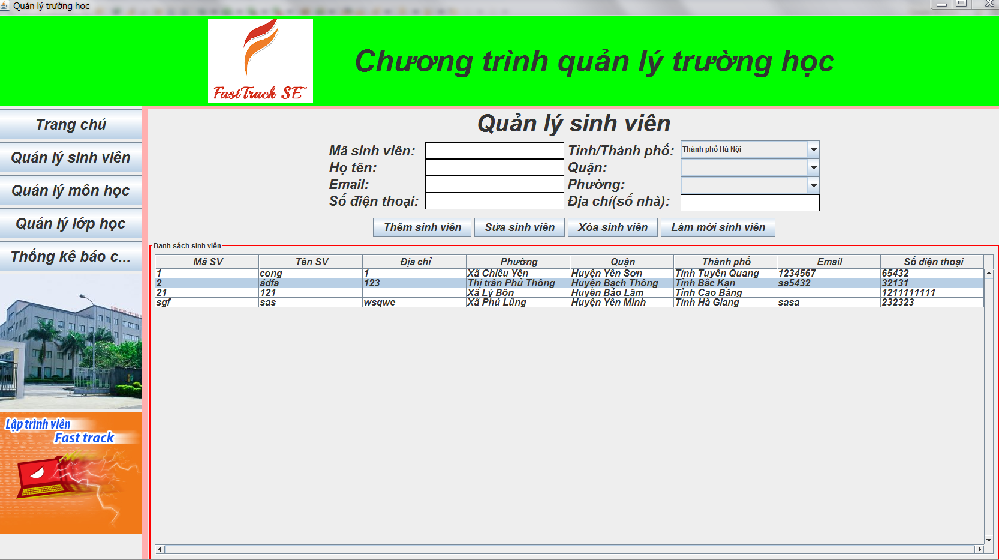 Quản lý trường học
FastTrack SE™
Chương trình quản lý trường học
Trang chủ
Quản lý sinh viên
Quản lý môn học
Quản lý lớp học
Thống kê báo c...
Lập trình viên
Fast track
Quản lý sinh viên
Mã sinh viên: Tỉnh/Thành phố: Thành phố Hà Nội
Họ tên: Quận:
Email: Phường:
Số điện thoại: Địa chỉ(số nhà):
Thêm sinh viên Sửa sinh viên Xóa sinh viên Làm mới sinh viên
Danh sách sinh viên
Mã SV Tên SV Địa chỉ Phường Quận Thành phố Email Số điện thoại
1 cong 1 Xã Chiêu Yên Huyện Yên Sơn Tỉnh Tuyên Quang 1234567 65432
2 ádfa 123 Thị trấn Phủ Thông Huyện Bạch Thông Tỉnh Bắc Kạn sa5432 32131
21 121 Xã Lý Bôn Huyện Bảo Lâm Tỉnh Cao Bằng 1211111111
sgf sas wsqwe Xã Phú Lũng Huyện Yên Minh Tỉnh Hà Giang sasa 232323